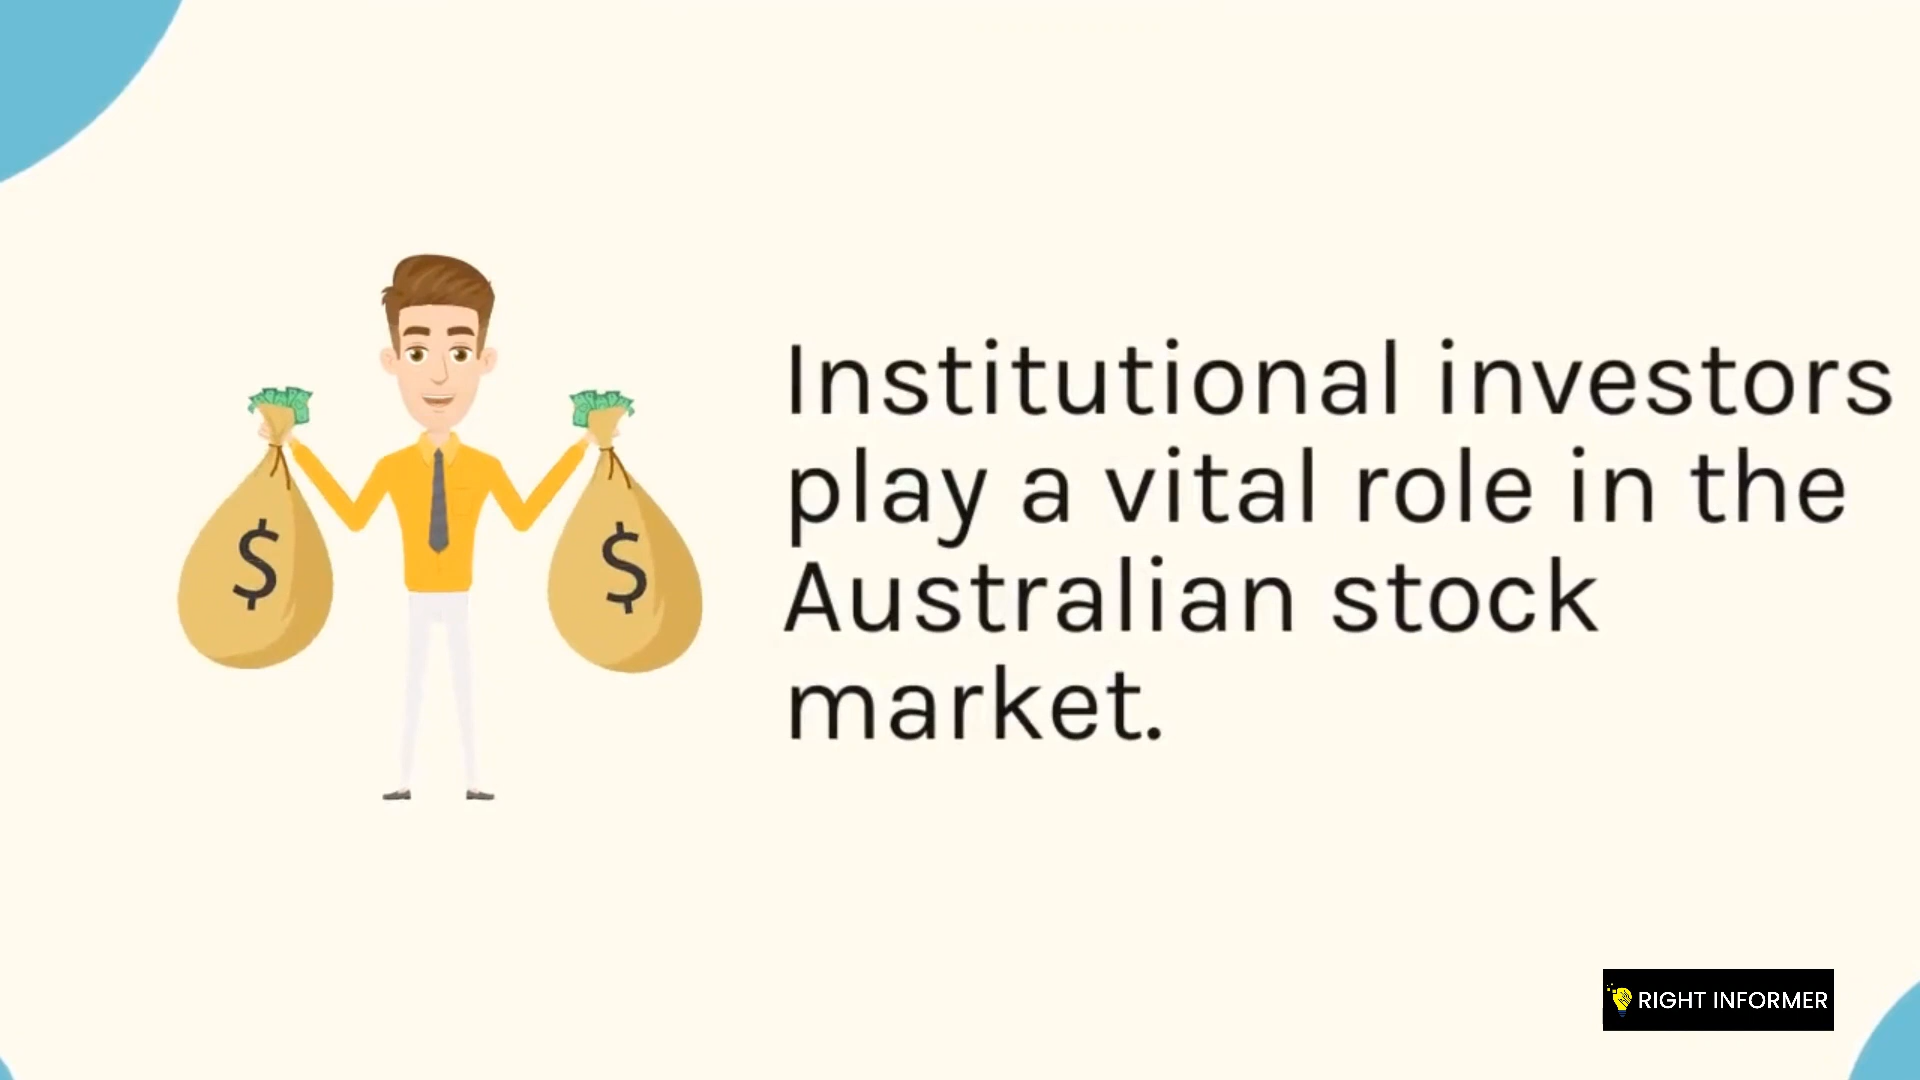 Institutional investors
play a vital role in the
Australian stock
market.
$
$
RIGHT INFORMER